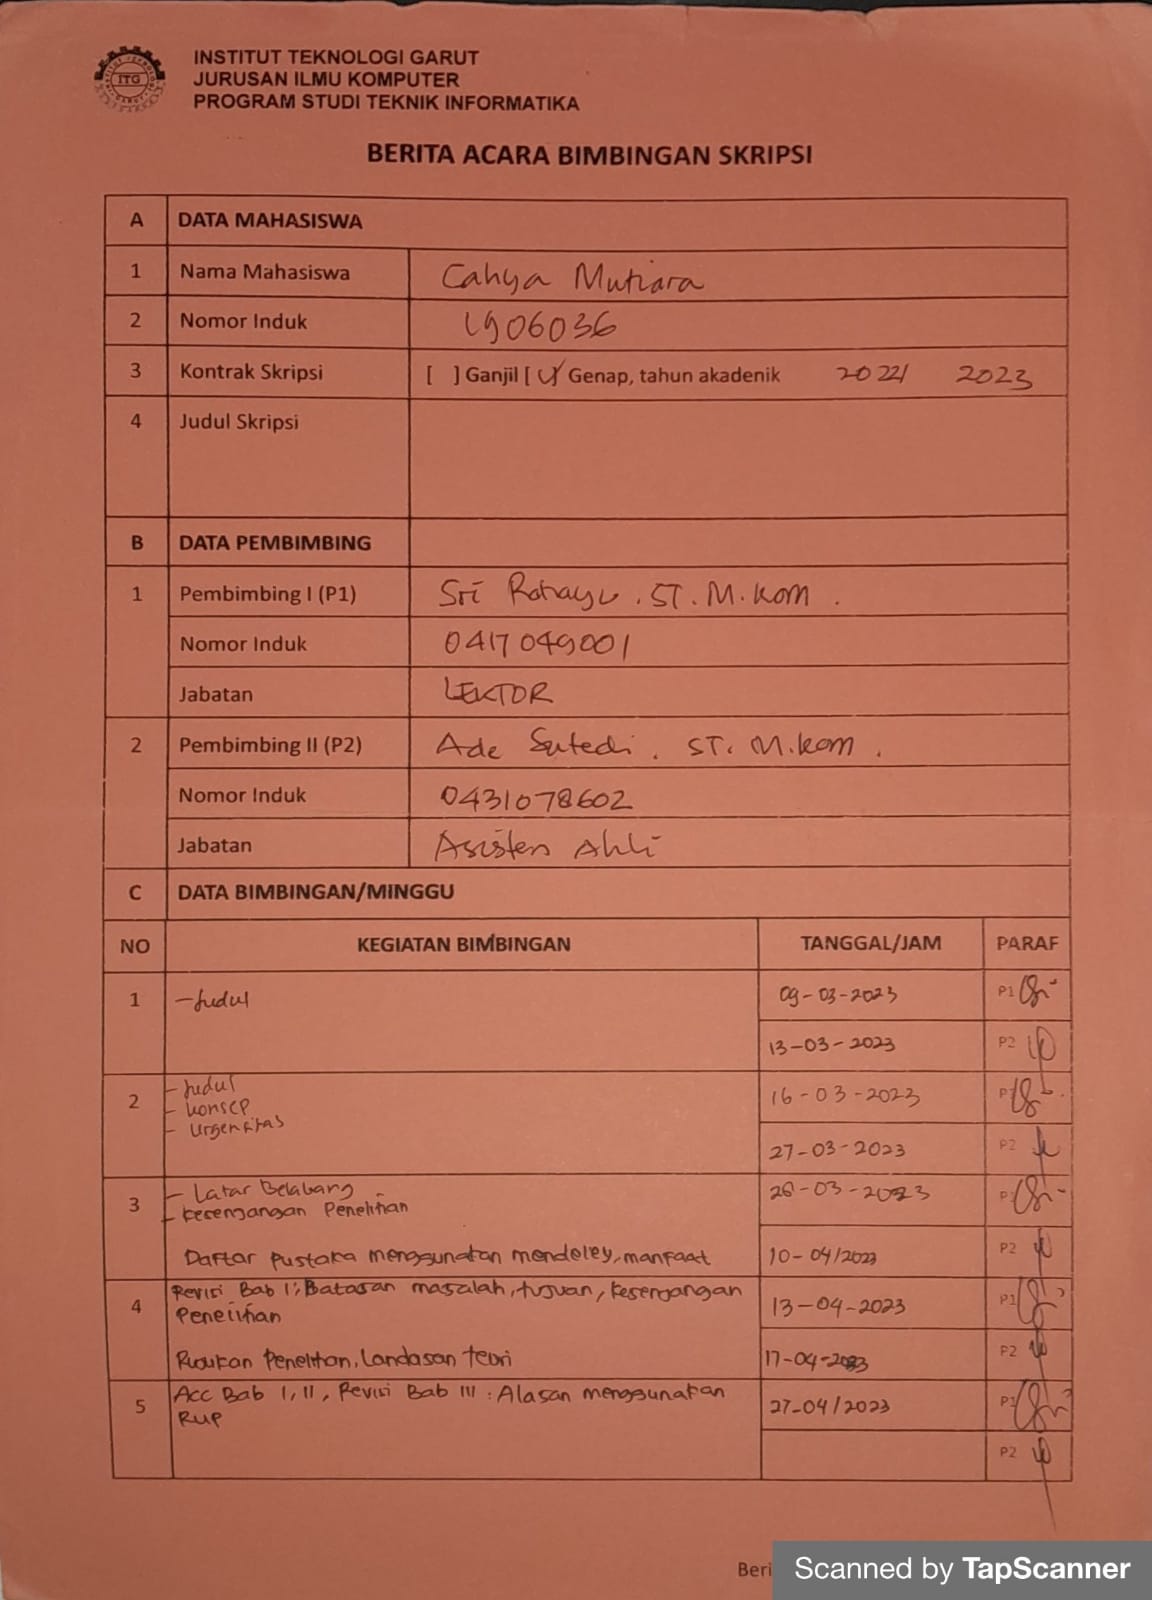 ITG
INSTITUT TEKNOLOGI GARUT
JURUSAN ILMU KOMPUTER
PROGRAM STUDI TEKNIK INFORMATIKA
BERITA ACARA BIMBINGAN SKRIPSI
A DATA MAHASISWA
1 Nama Mahasiswa Cahya Mutiara
2 Nomor Induk 1906036
3 Kontrak Skripsi [ ] Ganjil [ √ ] Genap, tahun akadenik 2022/ 2023
4 Judul Skripsi
B DATA PEMBIMBING
1 Pembimbing I (P1) Sri Rahayu . ST . M.Kom .
Nomor Induk 0417049001
Jabatan LEKTOR
2 Pembimbing II (P2) Ade Sutedi . ST. M.kom .
Nomor Induk 0431078602
Jabatan Asisten Ahli
C DATA BIMBINGAN/MINGGU
NO KEGIATAN BIMBINGAN TANGGAL/JAM PARAF
1 - Judul 09-03-2023 P1
13-03-2023 P2
2 - Judul 16-03-2023 P1
- konsep
- Urgensitas
27-03-2023 P2
3 - Latar Belakang 28-03-2023 P1
- Kesenjangan Penelitian
Daftar Pustaka menggunakan mendeley, manfaat 10-04/2023 P2
4 Revisi Bab I; Batasan masalah, tujuan, kesenjangan 13-04-2023 P1
Penelitian
Rujukan Penelitian, Landasan teori 17-04-2023 P2
5 Acc Bab I, II, Revisi Bab III : Alasan menggunakan 27-04/2023 P1
RUP
P2
Beri
Scanned by TapScanner